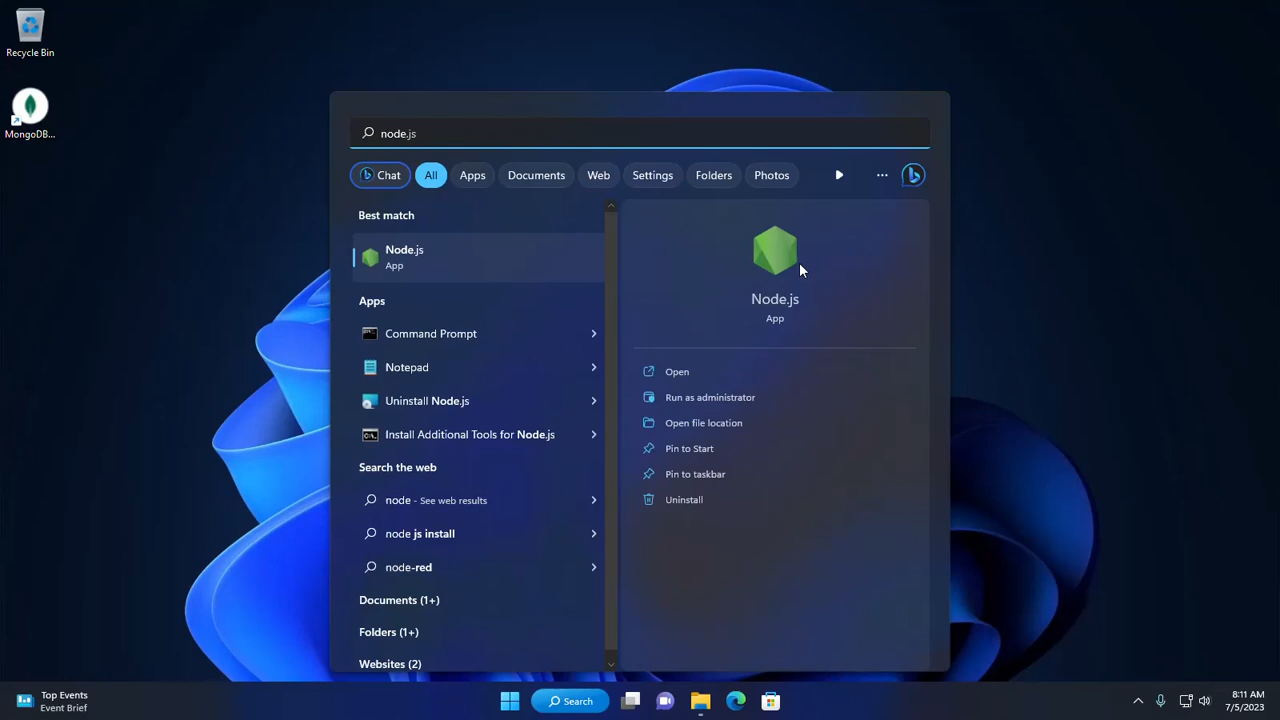 Recycle Bin
MongoDB...
node.js
Chat
All
Apps
Documents
Web
Settings
Folders
Photos
Best match
Node.js
App
Apps
Command Prompt
Notepad
Uninstall Node.js
Install Additional Tools for Node.js
Search the web
node - See web results
node js install
node-red
Documents (1+)
Folders (1+)
Websites (2)
Node.js
App
Open
Run as administrator
Open file location
Pin to Start
Pin to taskbar
Uninstall
Top Events
Event Brief
Search
8:11 AM
7/5/2023